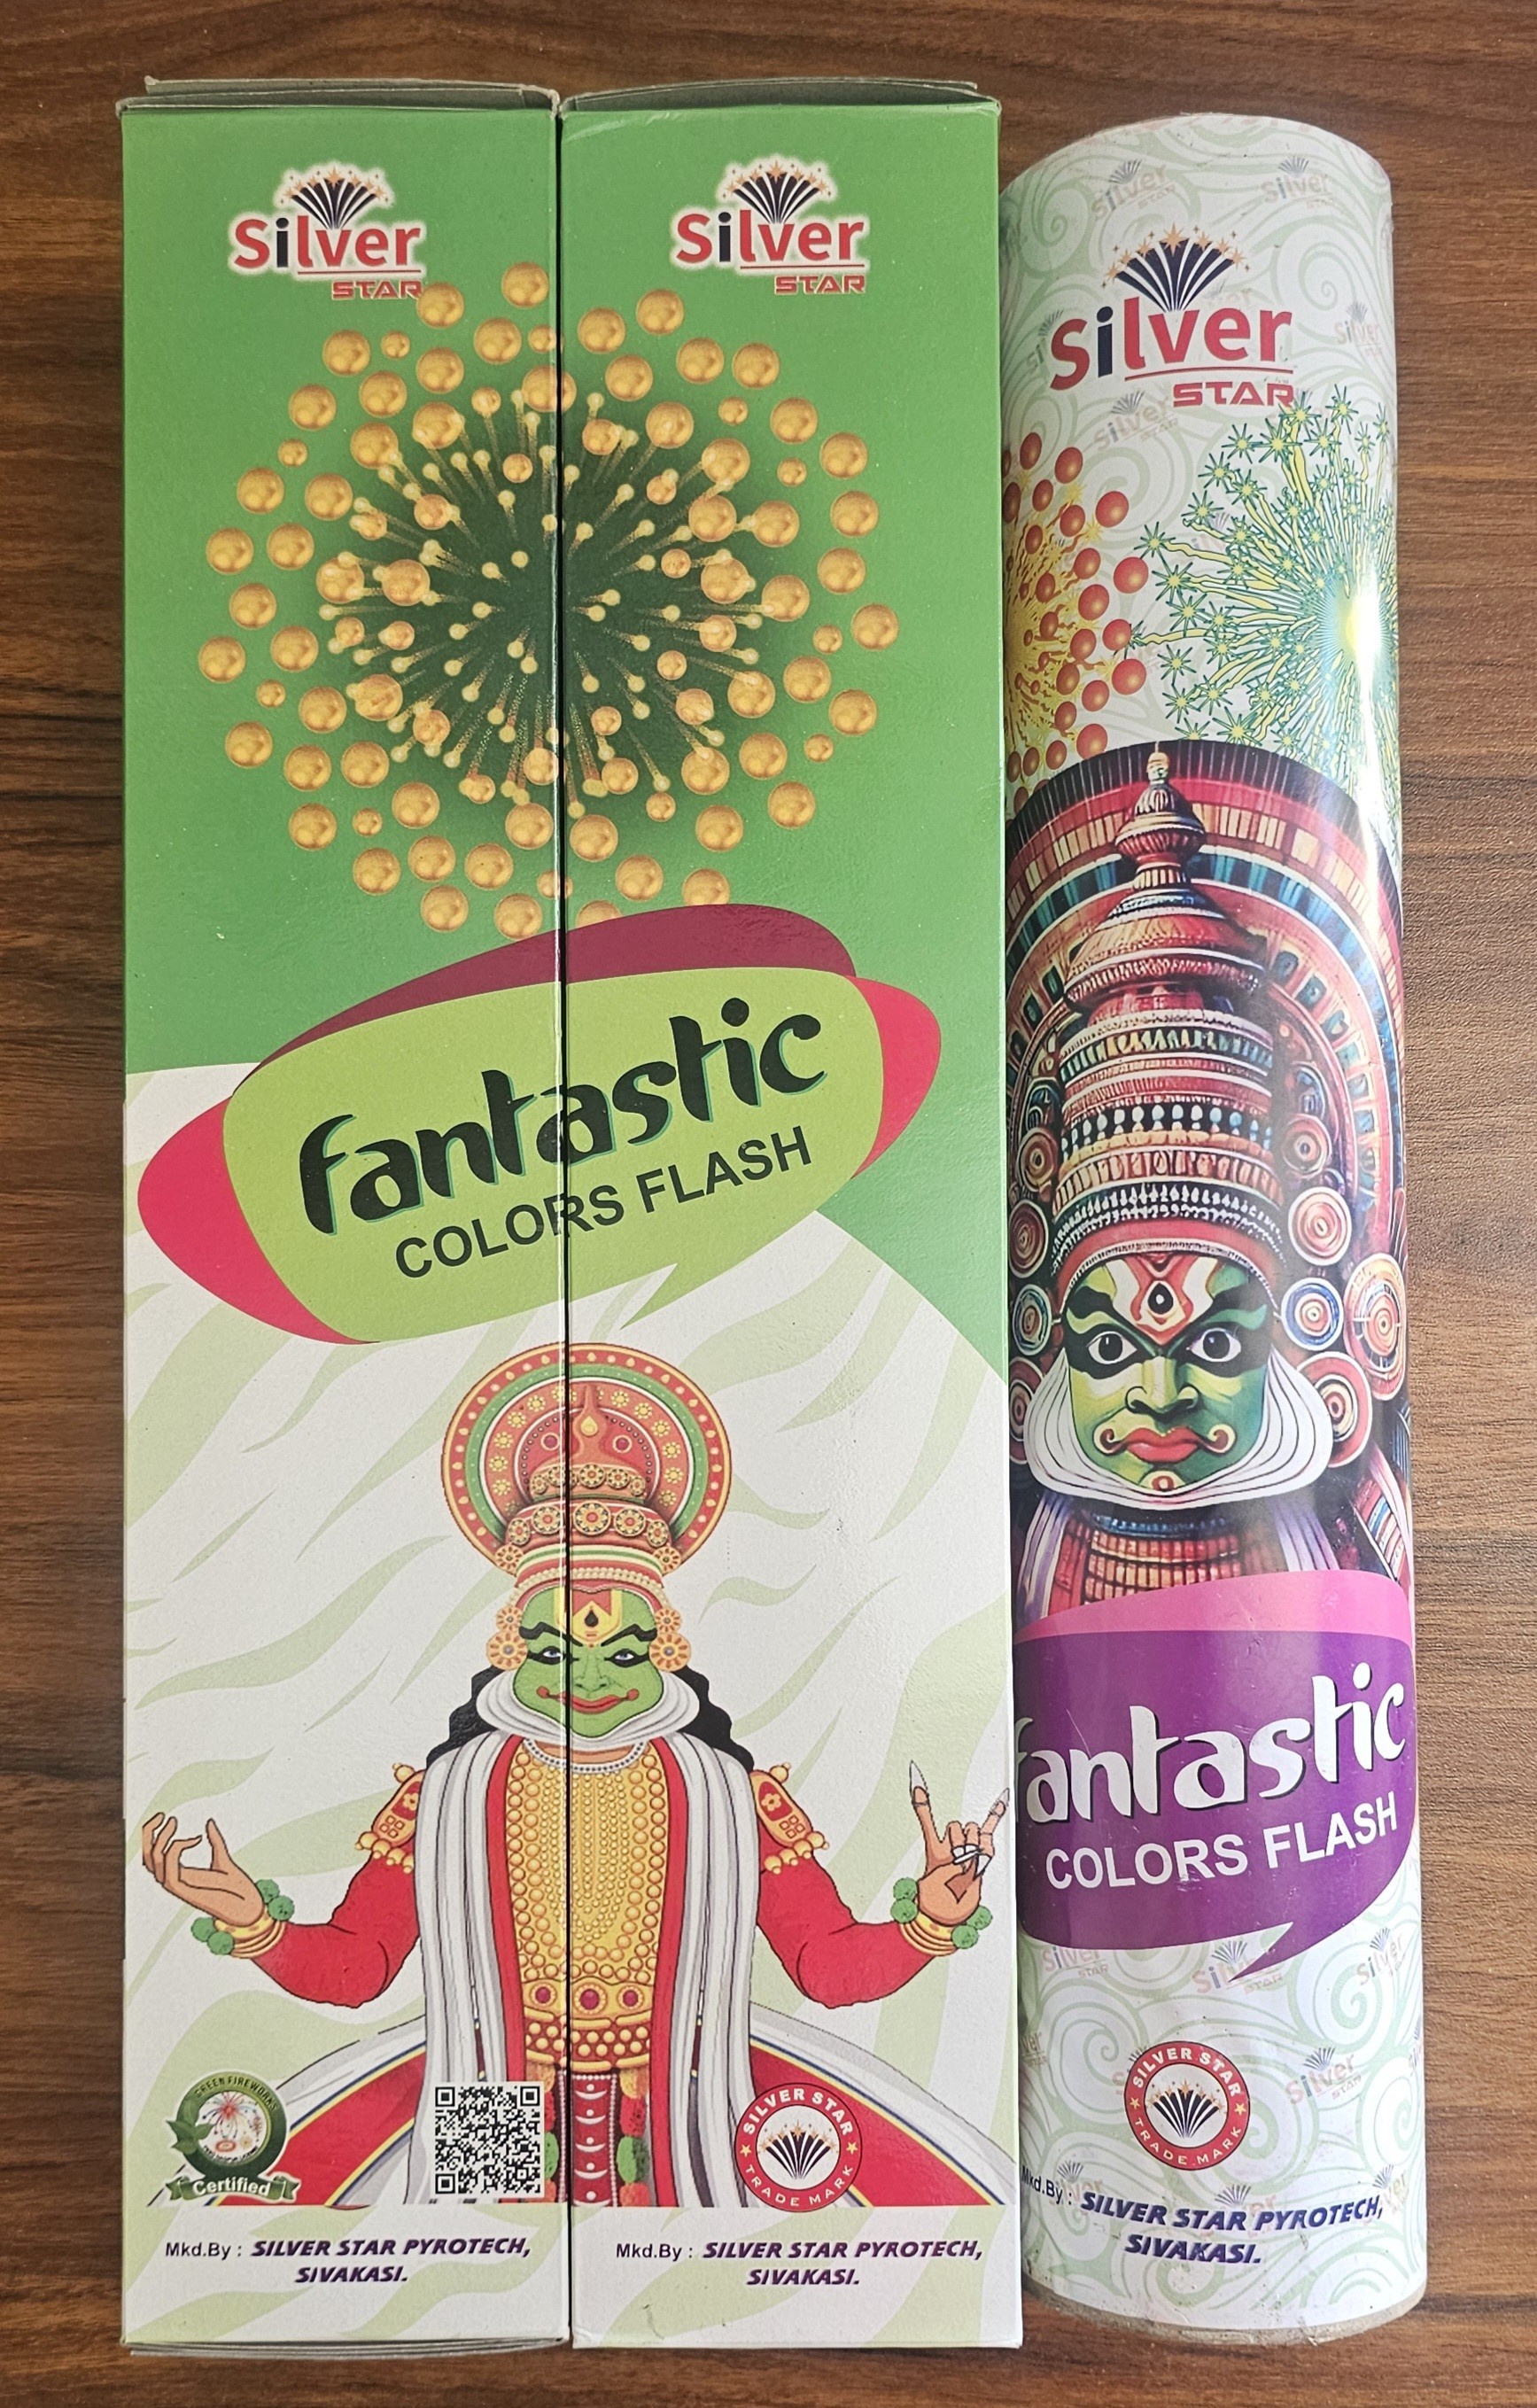 Silver
STAR
Silver
STAR
fantastic
COLORS FLASH
GREEN FIREWORKS
Certified
SILVER STAR
TRADE MARK
Mkd.By : SILVER STAR PYROTECH,
SIVAKASI.
Mkd.By : SILVER STAR PYROTECH,
SIVAKASI.
Silver
STAR
fantastic
COLORS FLASH
SILVER STAR
TRADE MARK
Mkd.By : SILVER STAR PYROTECH,
SIVAKASI.